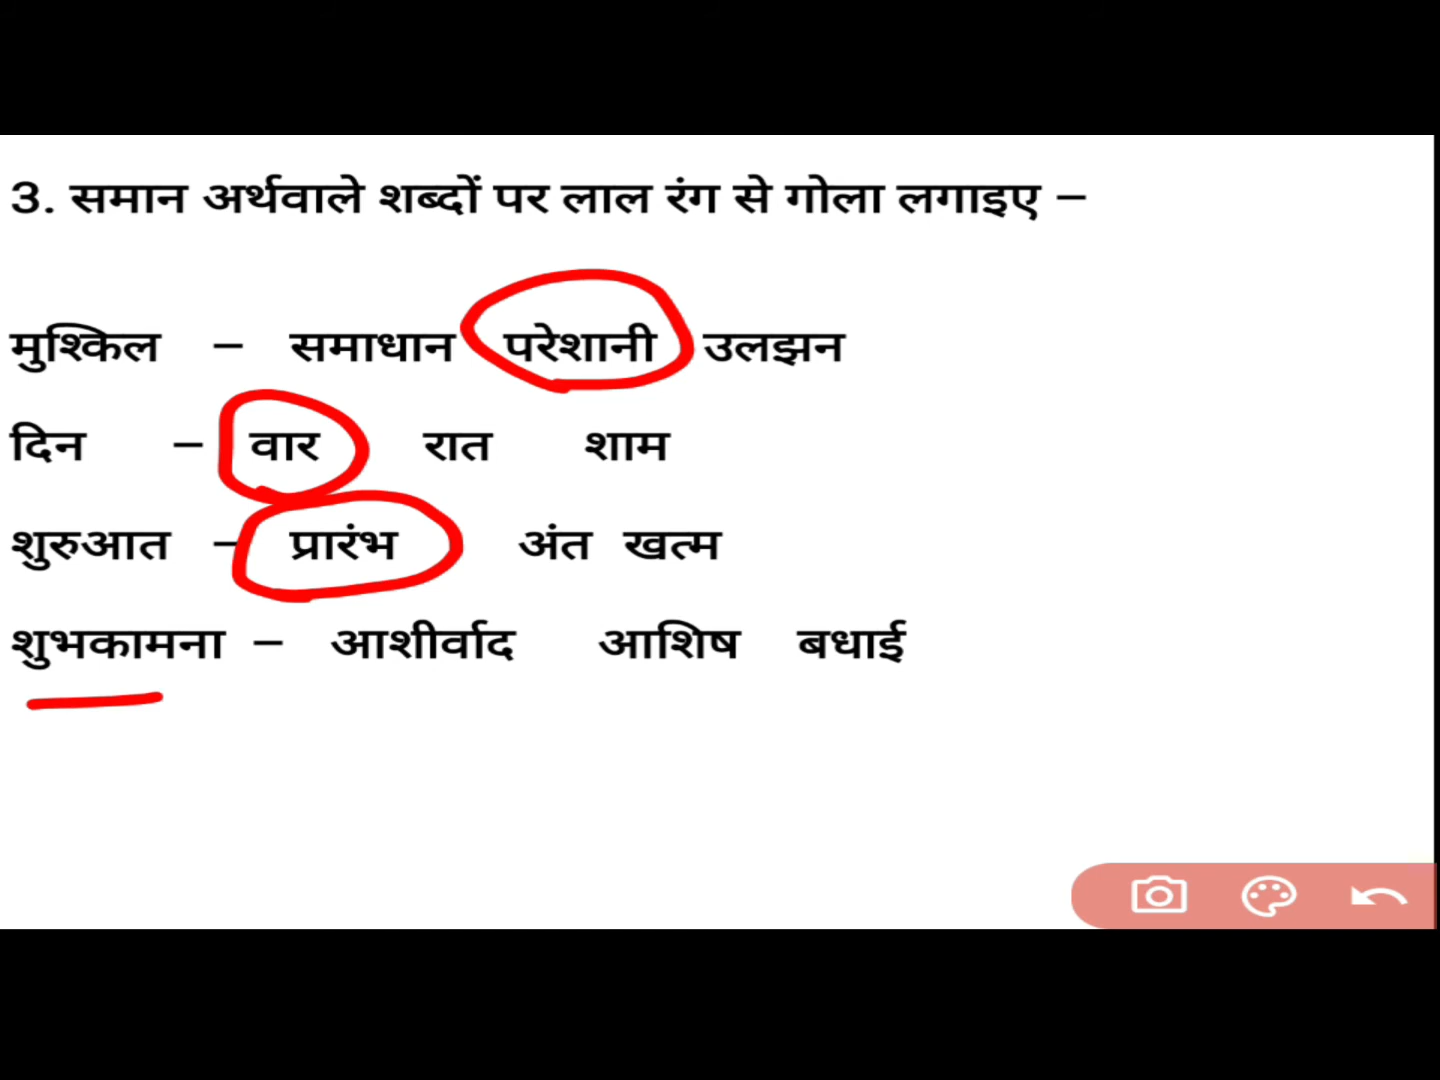 3. समान अर्थवाले शब्दों पर लाल रंग से गोला लगाइए –
मुश्किल – समाधान परेशानी उलझन
दिन – वार रात शाम
शुरुआत – प्रारंभ अंत खत्म
शुभकामना – आशीर्वाद आशिष बधाई